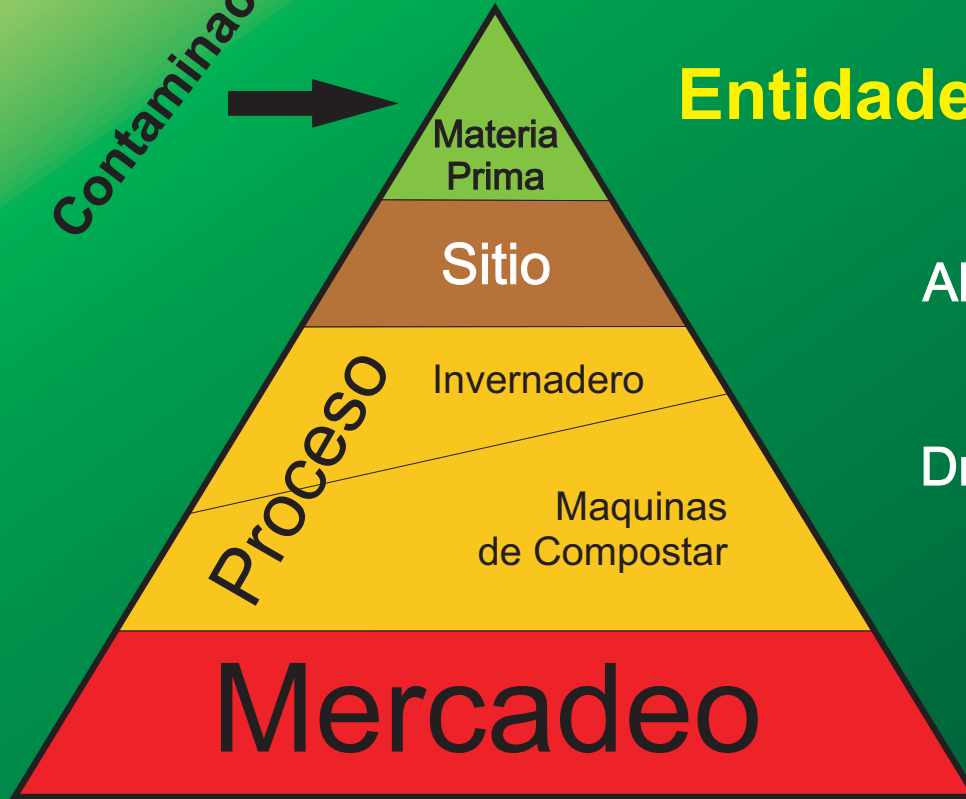 Contaminac
Entidade
Materia
Prima
Sitio
Al
Invernadero
Proceso
Dr
Maquinas
de Compostar
Mercadeo